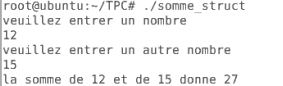 root@ubuntu:~/TPC# ./somme_struct
veuillez entrer un nombre
12
veuillez entrer un autre nombre
15
la somme de 12 et de 15 donne 27